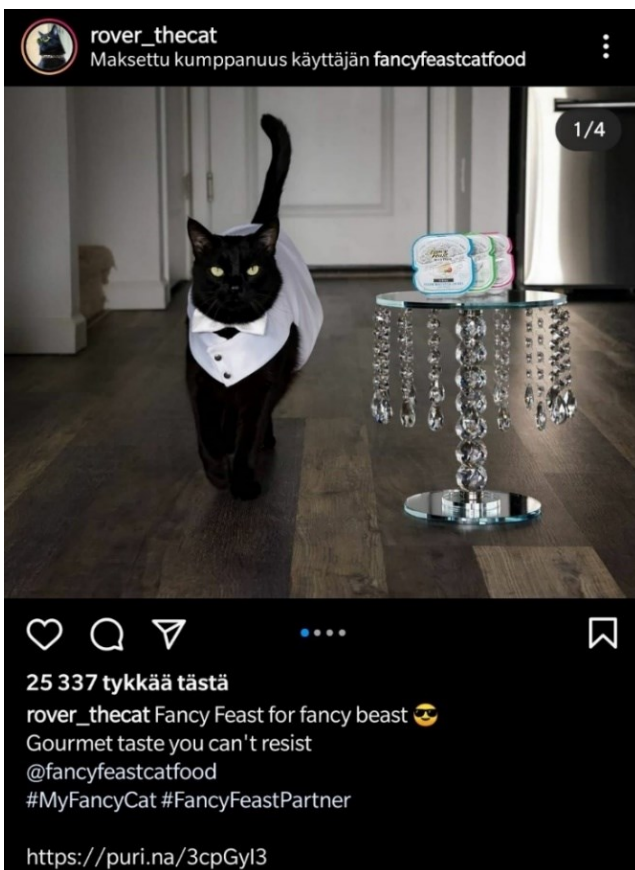 rover_thecat
Maksettu kumppanuus käyttäjän fancyfeastcatfood
1/4
25 337 tykkää tästä
rover_thecat Fancy Feast for fancy beast 😎
Gourmet taste you can't resist
@fancyfeastcatfood
#MyFancyCat #FancyFeastPartner
https://puri.na/3cpGyI3